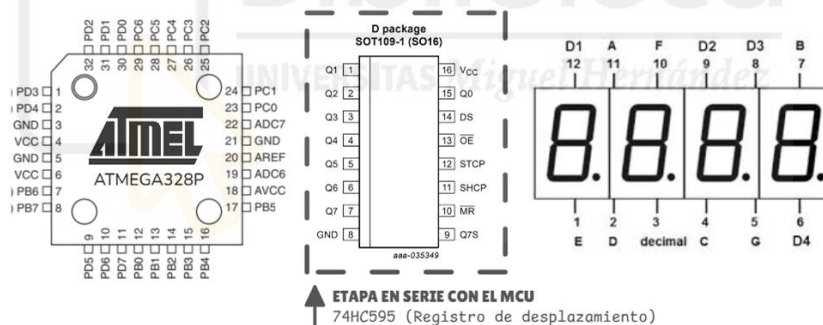 32 PD2
31 PD1
30 PD0
29 PC6
28 PC5
27 PC4
26 PC3
25 PC2
PD3 1
PD4 2
GND 3
VCC 4
GND 5
VCC 6
PB6 7
PB7 8
24 PC1
23 PC0
22 ADC7
21 GND
20 AREF
19 ADC6
18 AVCC
17 PB5
ATMEL
ATMEGA328P
PD5 9
PD6 10
PD7 11
PB0 12
PB1 13
PB2 14
PB3 15
PB4 16
D package
SOT109-1 (SO16)
Q1 1
Q2 2
Q3 3
Q4 4
Q5 5
Q6 6
Q7 7
GND 8
16 VCC
15 Q0
14 DS
13 OE
12 STCP
11 SHCP
10 MR
9 Q7S
aaa-035349
UNIVERSITAS Miguel Hernández
D1 A F D2 D3 B
12 11 10 9 8 7
8. 8. 8. 8.
1 2 3 4 5 6
E D decimal C G D4
ETAPA EN SERIE CON EL MCU
74HC595 (Registro de desplazamiento)